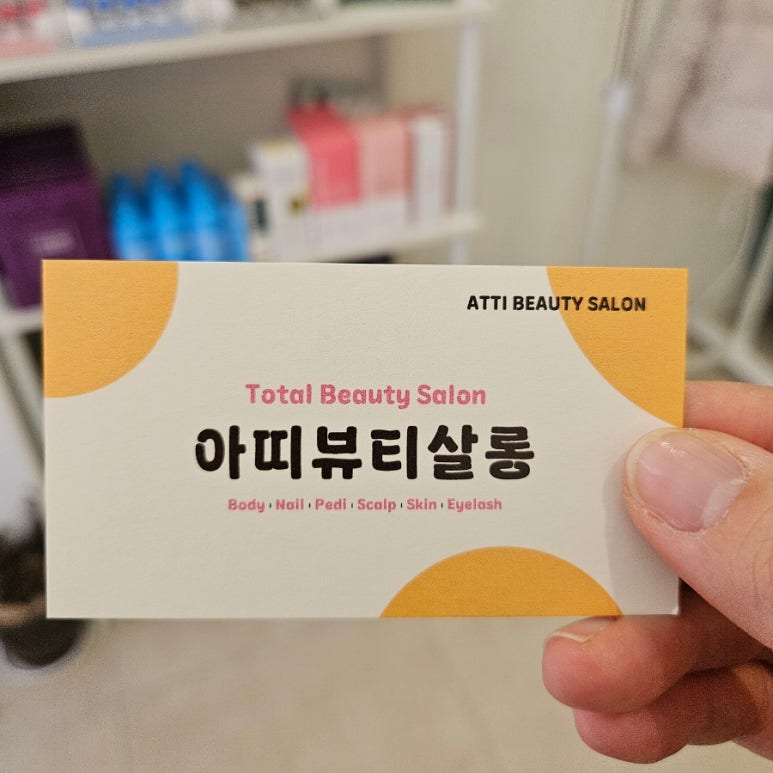 ATTI BEAUTY SALON
Total Beauty Salon
아띠뷰티살롱
Body · Nail · Pedi · Scalp · Skin · Eyelash